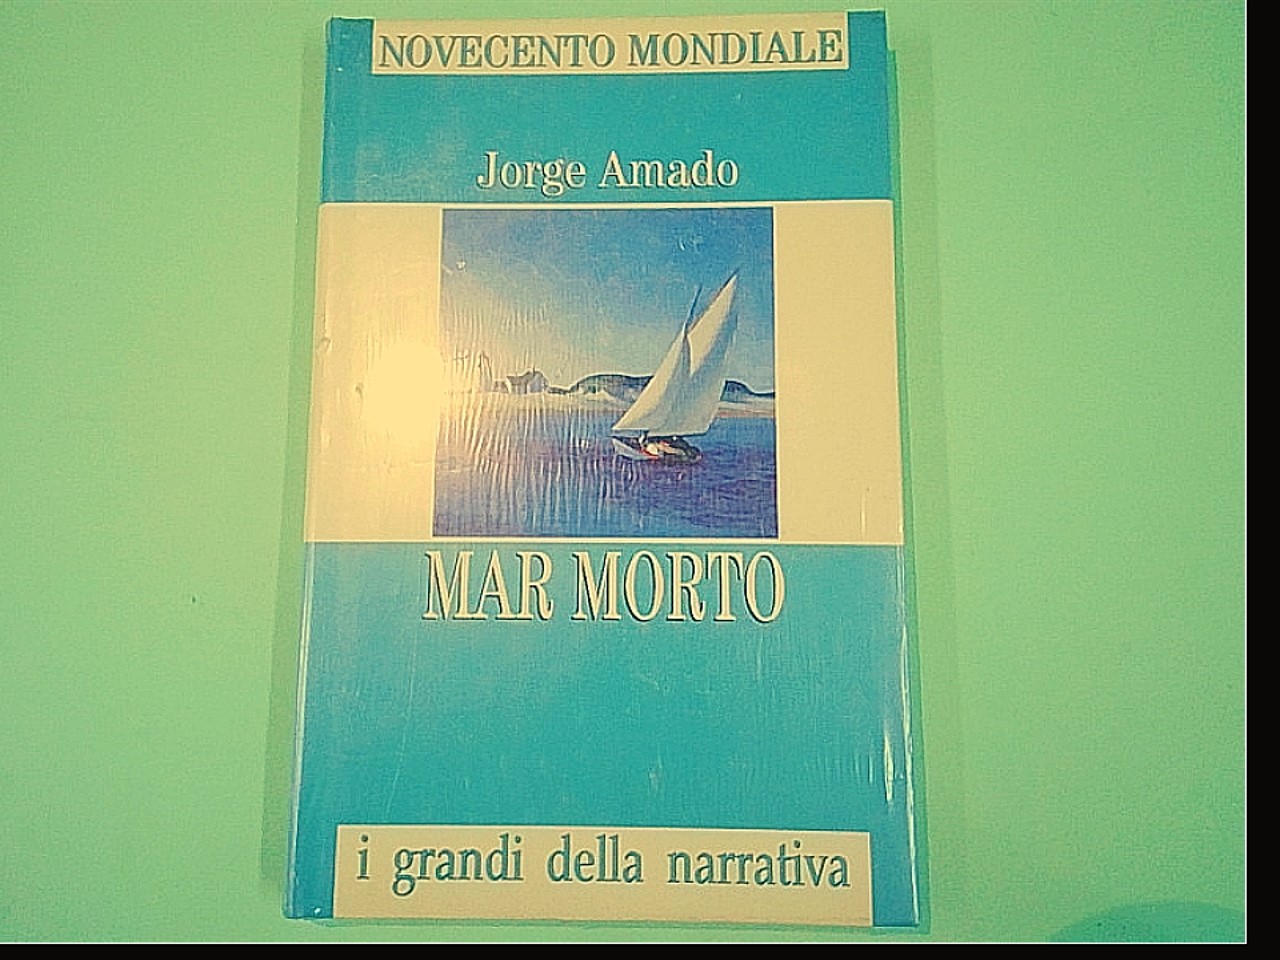 NOVECENTO MONDIALE
Jorge Amado
MAR MORTO
i grandi della narrativa